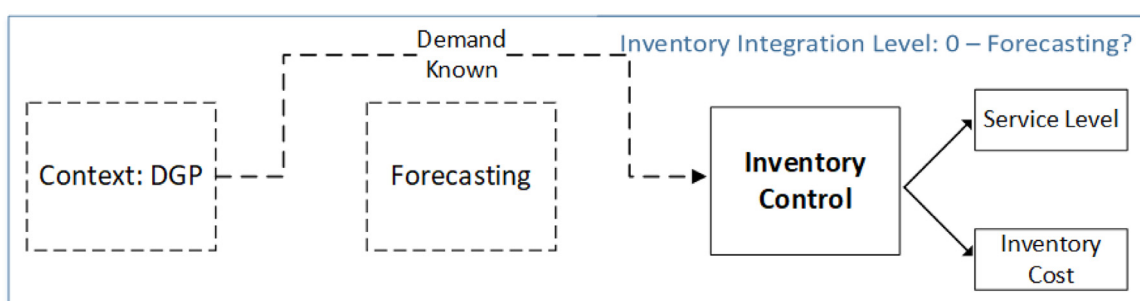 Inventory Integration Level: 0 – Forecasting?
Demand
Known
Context: DGP
Forecasting
Inventory
Control
Service Level
Inventory
Cost